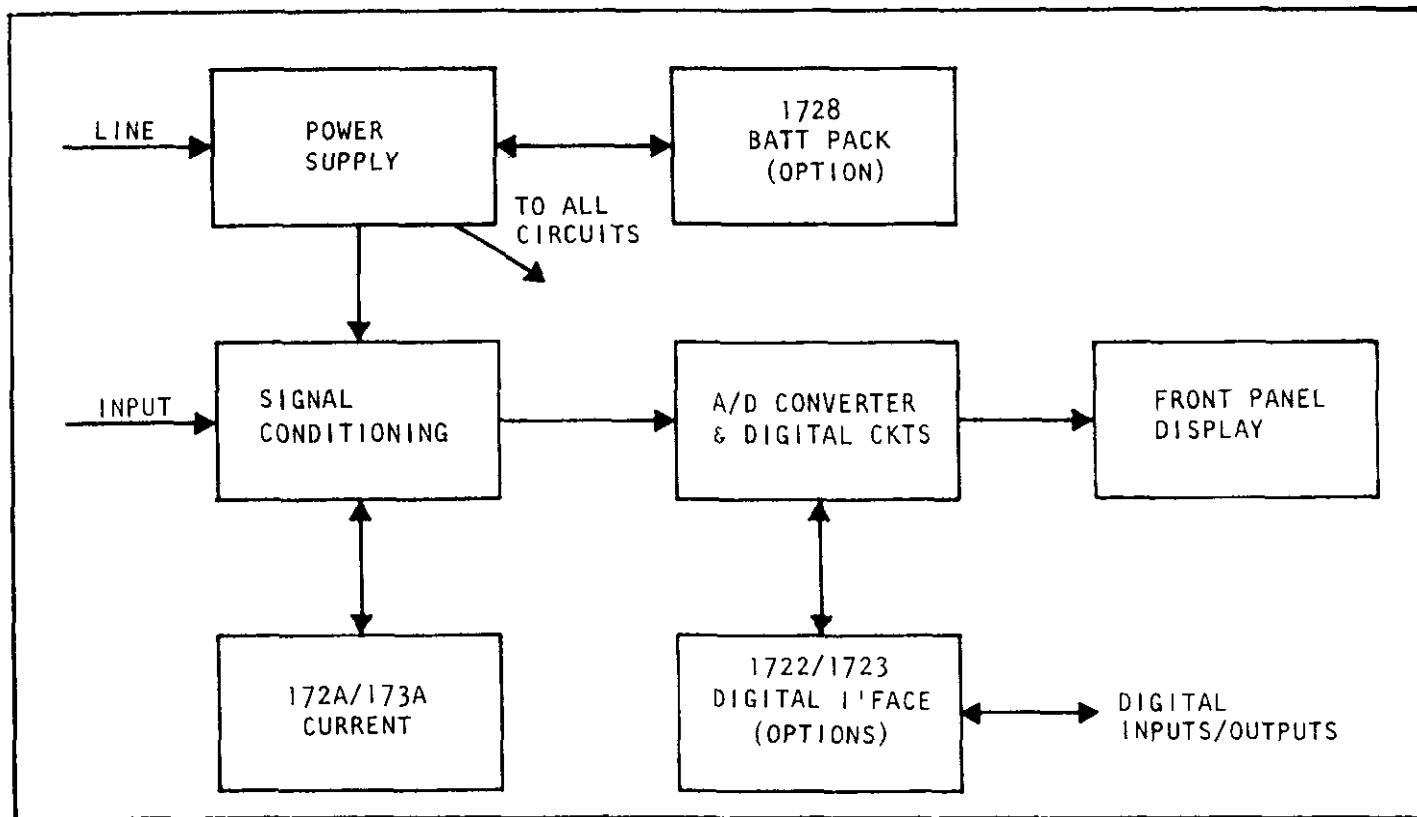 LINE
POWER
SUPPLY
1728
BATT PACK
(OPTION)
TO ALL
CIRCUITS
INPUT
SIGNAL
CONDITIONING
A/D CONVERTER
& DIGITAL CKTS
FRONT PANEL
DISPLAY
172A/173A
CURRENT
1722/1723
DIGITAL I'FACE
(OPTIONS)
DIGITAL
INPUTS/OUTPUTS